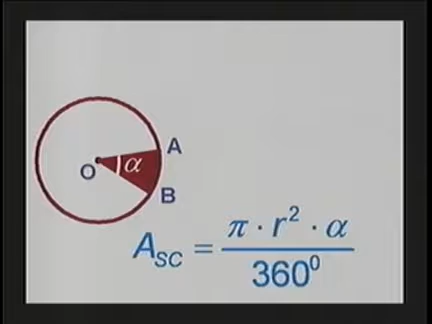 A
O α
B
A_SC = π · r² · α / 360⁰